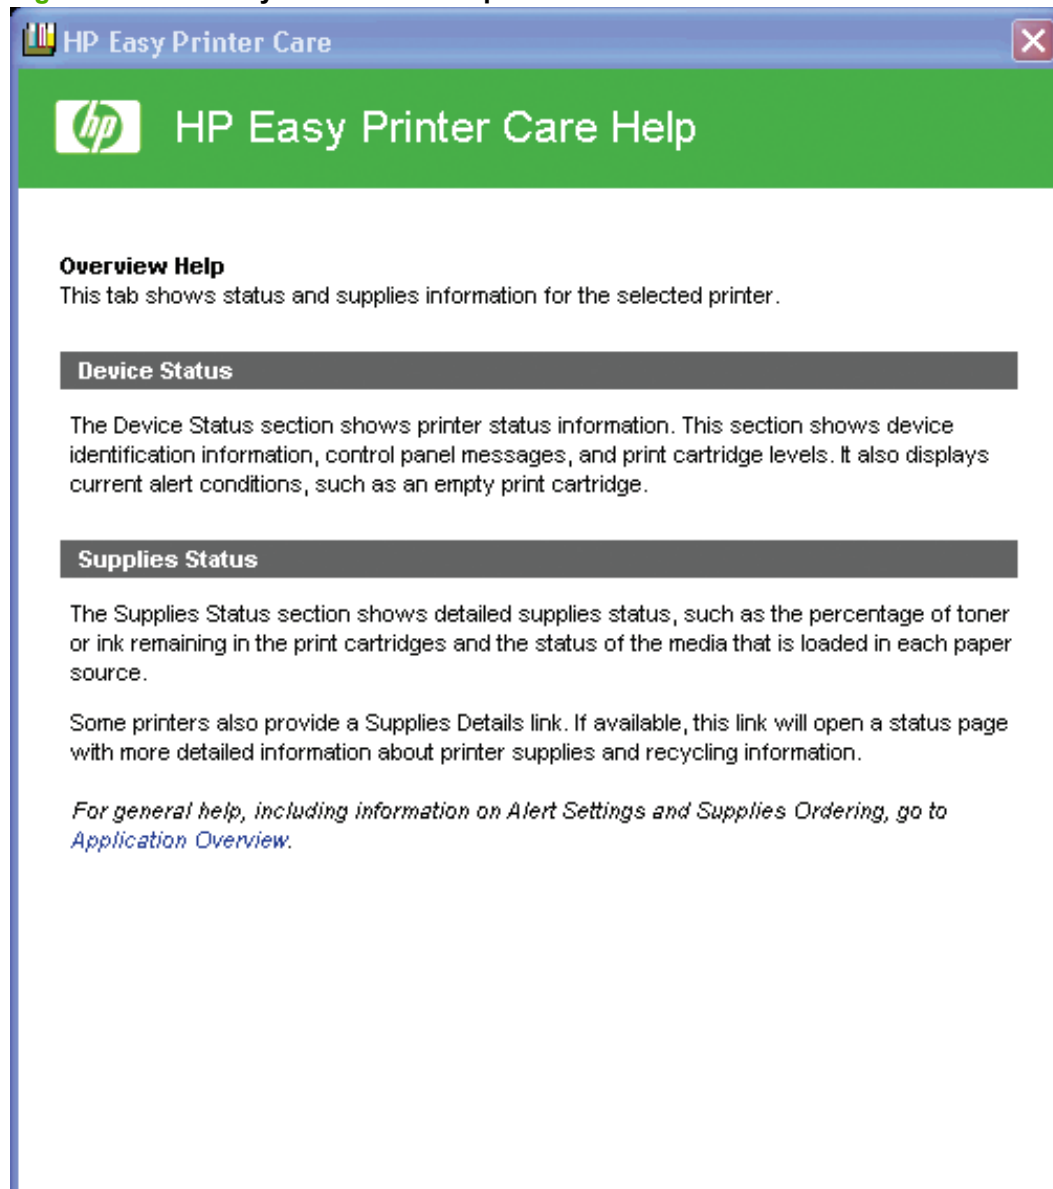 HP Easy Printer Care
hp HP Easy Printer Care Help
Overview Help
This tab shows status and supplies information for the selected printer.
Device Status
The Device Status section shows printer status information. This section shows device
identification information, control panel messages, and print cartridge levels. It also displays
current alert conditions, such as an empty print cartridge.
Supplies Status
The Supplies Status section shows detailed supplies status, such as the percentage of toner
or ink remaining in the print cartridges and the status of the media that is loaded in each paper
source.
Some printers also provide a Supplies Details link. If available, this link will open a status page
with more detailed information about printer supplies and recycling information.
For general help, including information on Alert Settings and Supplies Ordering, go to
Application Overview.